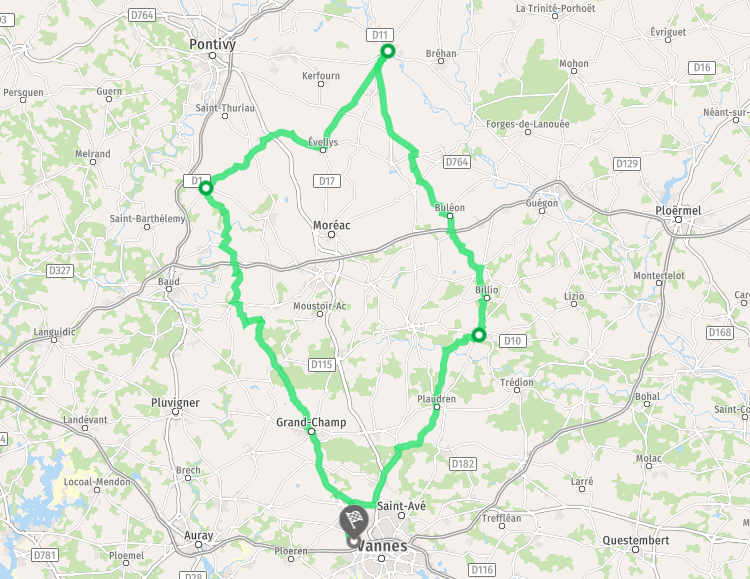 La Trinité-Porhoët
D764
D11
Évriguet
Pontivy
Bréhan
Mohon
D16
Kerfourn
Persquen
Guern
Saint-Thuriau
Néant-sur
Forges-de-Lanouée
Évellys
Melrand
D764
D129
D1
D17
Buléon
Guégon
Ploërmel
Saint-Barthélemy
Moréac
D327
Baud
Montertelot
Billio
Lizio
Moustoir-Ac
Languidic
D10
D168
D115
Trédion
Pluvigner
Plaudren
Bohal
Saint-Co
Landévant
Grand-Champ
D182
Molac
Brech
Locoal-Mendon
Larré
Saint-Avé
Treffléan
Auray
Questembert
D781
Ploemel
Ploeren
Vannes
D116
D28